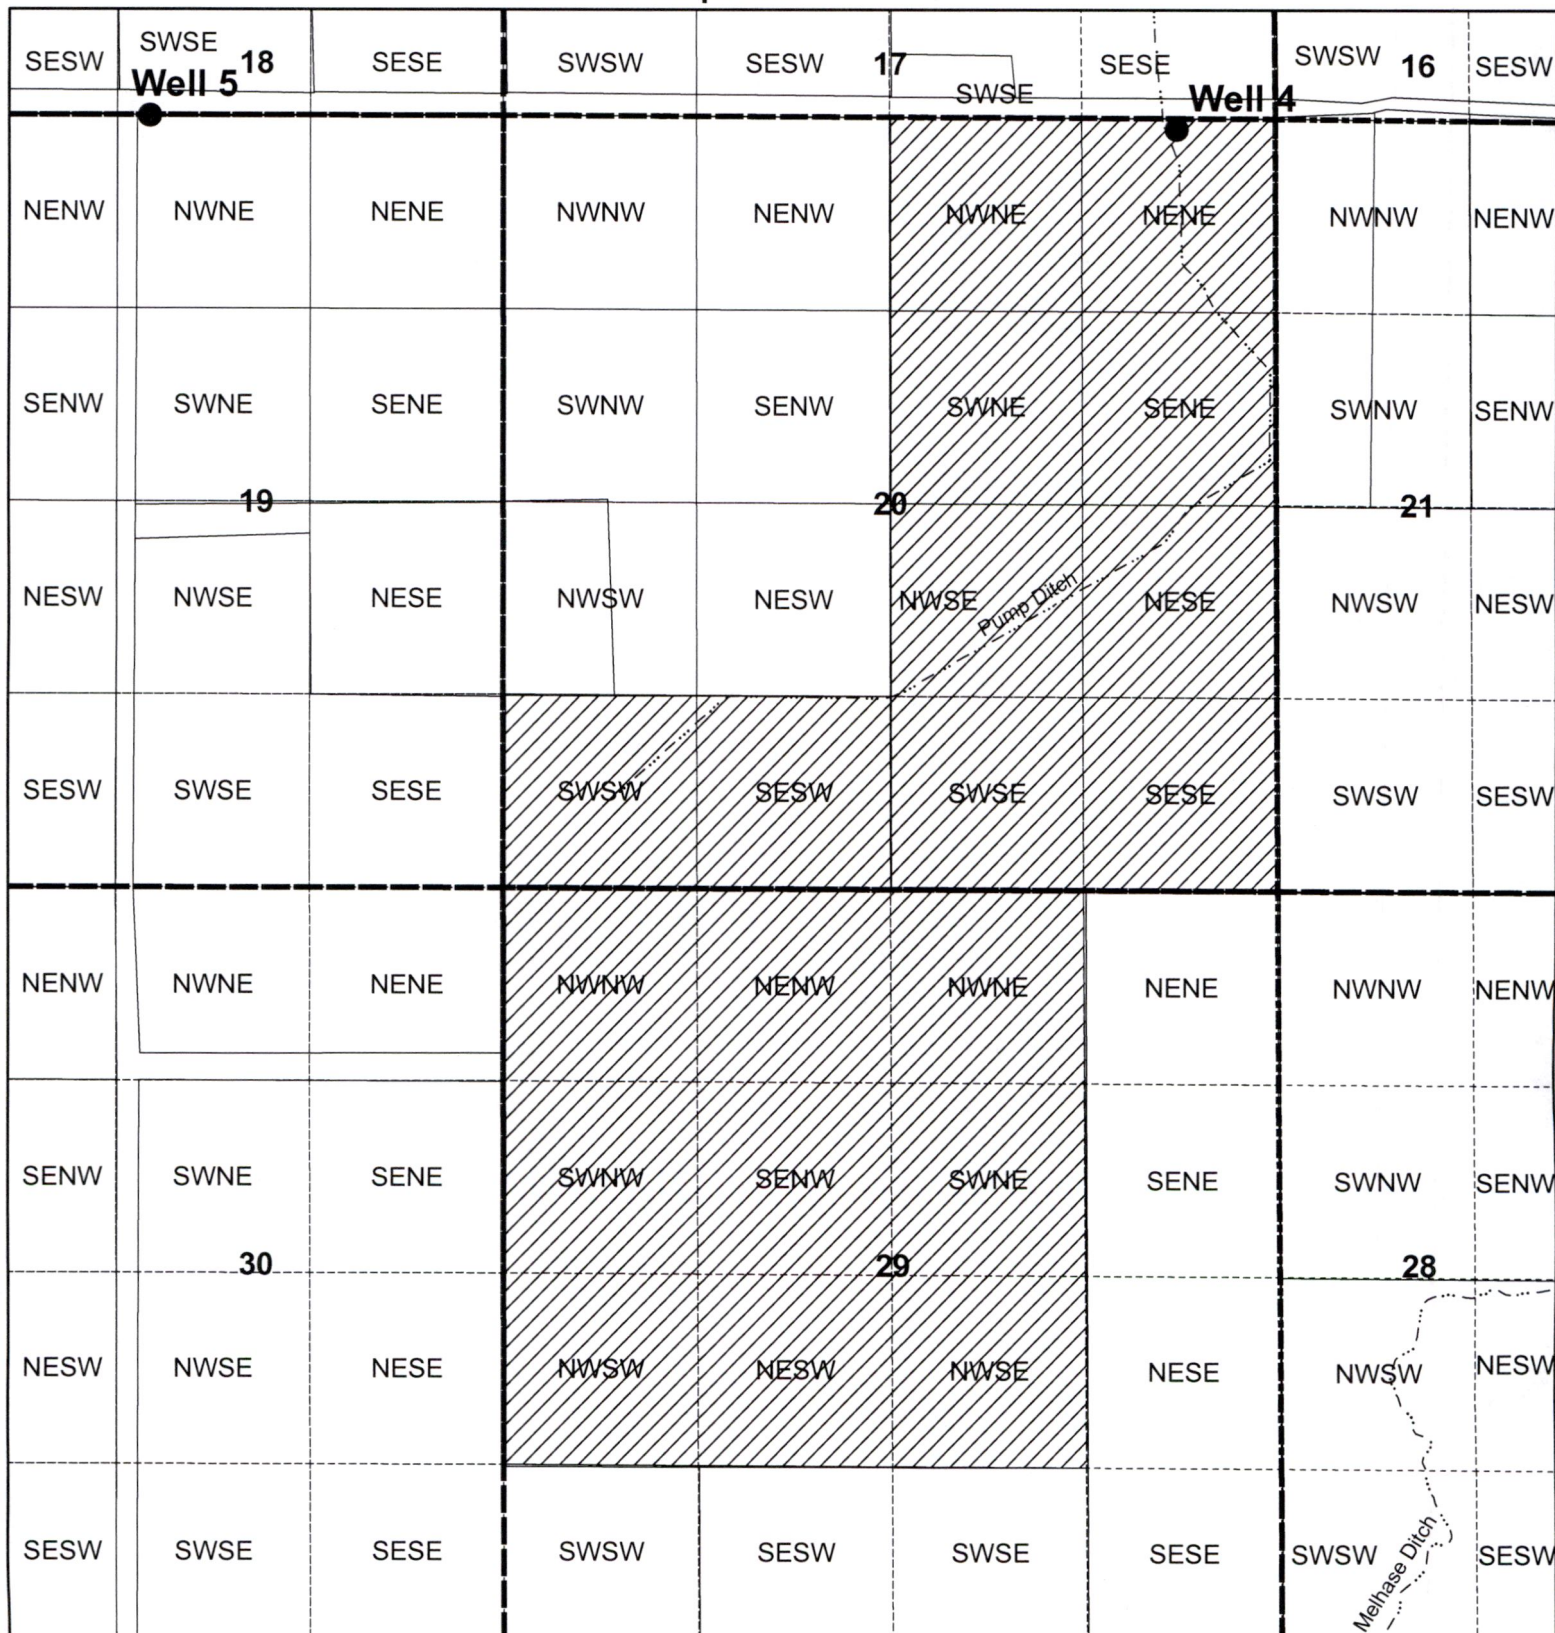 SESW SWSE 18 SESE SWSW SESW 17 SWSE SESE SWSW 16 SESW
Well 5 Well 4
NENW NWNE NENE NWNW NENW NWNE NENE NWNW NENW
SENW SWNE SENE SWNW SENW SWNE SENE SWNW SENW
19 20 21
NESW NWSE NESE NWSW NESW NWSE Pump Ditch NESE NWSW NESW
SESW SWSE SESE SWSW SESW SWSE SESE SWSW SESW
NENW NWNE NENE NWNW NENW NWNE NENE NWNW NENW
SENW SWNE SENE SWNW SENW SWNE SENE SWNW SENW
30 29 28
NESW NWSE NESE NWSW NESW NWSE NESE NWSW NESW
SESW SWSE SESE SWSW SESW SWSE SESE SWSW Melhase Ditch SESW